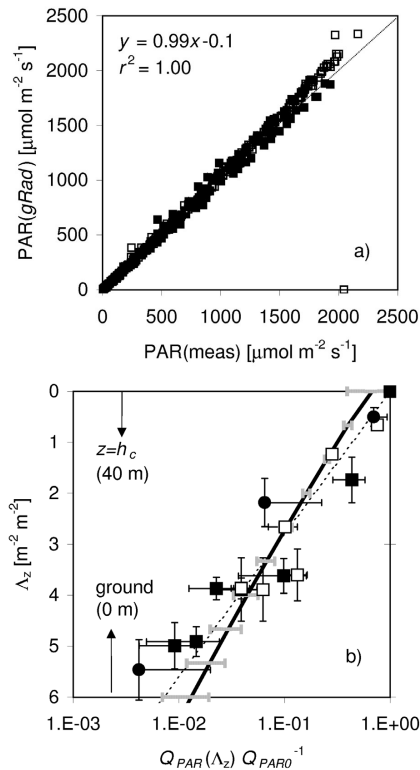 2500
2000
1500
1000
500
0
PAR(gRad) [μmol m⁻² s⁻¹]
y = 0.99x-0.1
r² = 1.00
a)
0 500 1000 1500 2000 2500
PAR(meas) [μmol m⁻² s⁻¹]
0
1
2
3
4
5
6
Λz [m² m⁻²]
z=hc
(40 m)
ground
(0 m)
b)
1.E-03 1.E-02 1.E-01 1.E+00
QPAR(Λz) QPAR0⁻¹